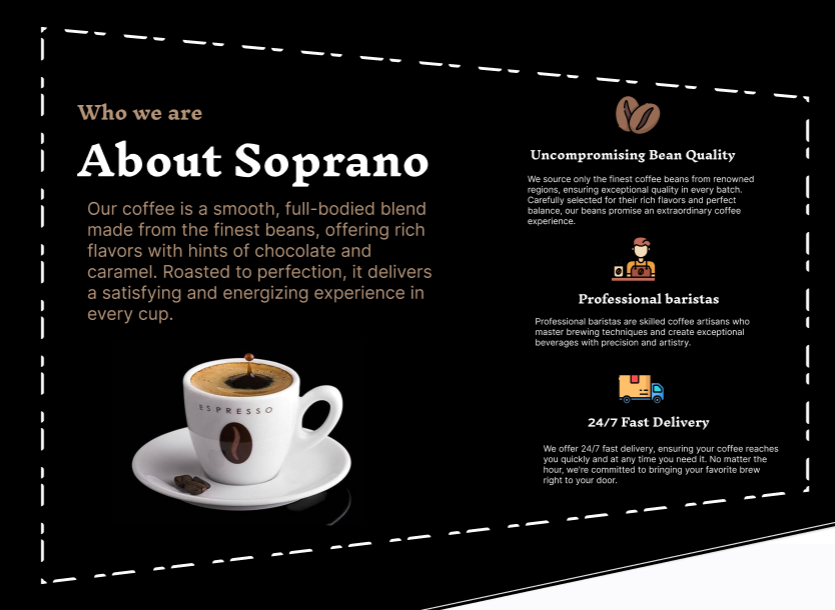 Who we are
About Soprano
Our coffee is a smooth, full-bodied blend
made from the finest beans, offering rich
flavors with hints of chocolate and
caramel. Roasted to perfection, it delivers
a satisfying and energizing experience in
every cup.
ESPRESSO
Uncompromising Bean Quality
We source only the finest coffee beans from renowned
regions, ensuring exceptional quality in every batch.
Carefully selected for their rich flavors and perfect
balance, our beans promise an extraordinary coffee
experience.
Professional baristas
Professional baristas are skilled coffee artisans who
master brewing techniques and create exceptional
beverages with precision and artistry.
24/7 Fast Delivery
We offer 24/7 fast delivery, ensuring your coffee reaches
you quickly and at any time you need it. No matter the
hour, we're committed to bringing your favorite brew
right to your door.